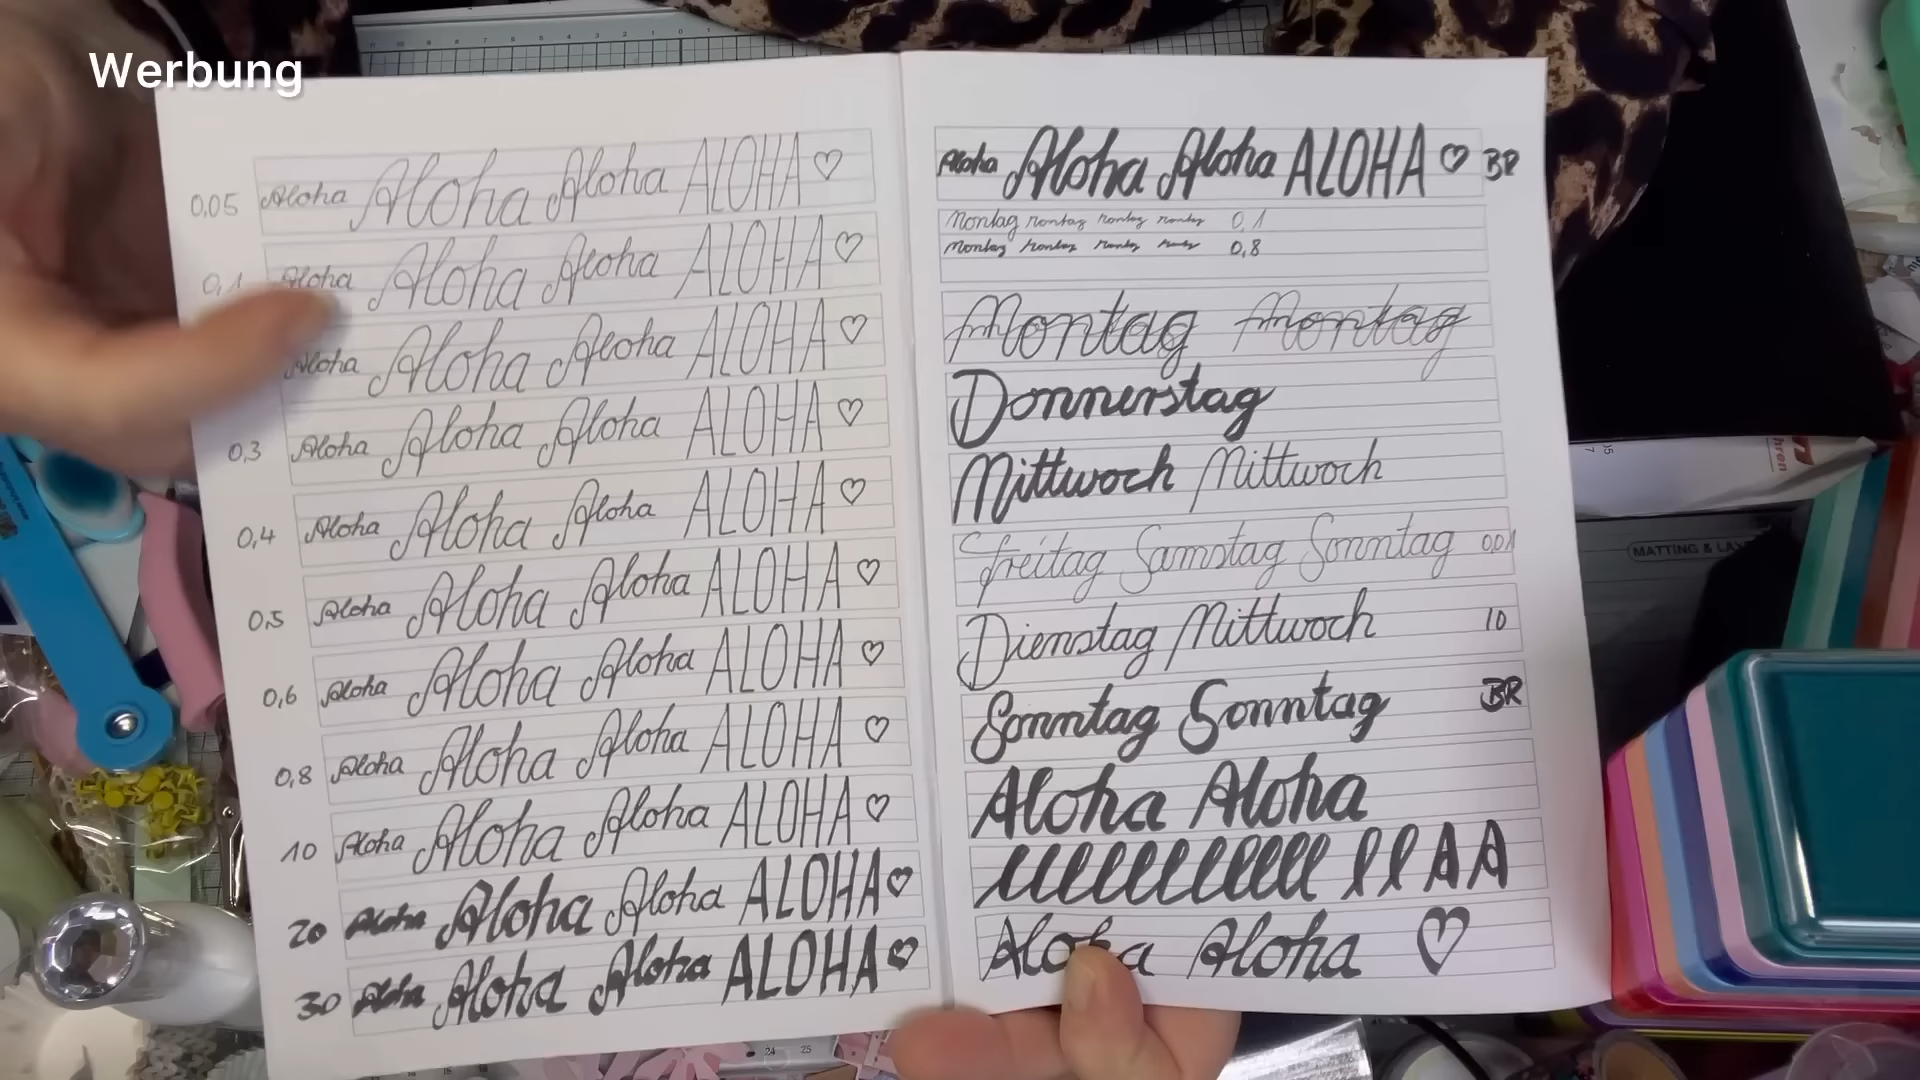 Werbung
0,05 Aloha Aloha Aloha ALOHA ♡
0,1 Aloha Aloha Aloha ALOHA ♡
Aloha Aloha Aloha ALOHA ♡
0,3 Aloha Aloha Aloha ALOHA ♡
0,4 Aloha Aloha Aloha ALOHA ♡
0,5 Aloha Aloha Aloha ALOHA ♡
0,6 Aloha Aloha Aloha ALOHA ♡
0,8 Aloha Aloha Aloha ALOHA ♡
10 Aloha Aloha Aloha ALOHA ♡
20 Aloha Aloha Aloha ALOHA ♡
30 Aloha Aloha Aloha ALOHA ♡
Aloha Aloha Aloha ALOHA ♡ BR
Montag Montag Montag Montag 0,1
Montag Montag Montag Montag 0,8
Montag Montag
Donnerstag
Mittwoch Mittwoch
Freitag Samstag Sonntag
Dienstag Mittwoch 10
Sonntag Sonntag BR
Aloha Aloha
lllllllllllll l l A A
Aloha Aloha ♡
MATTING &
24 25